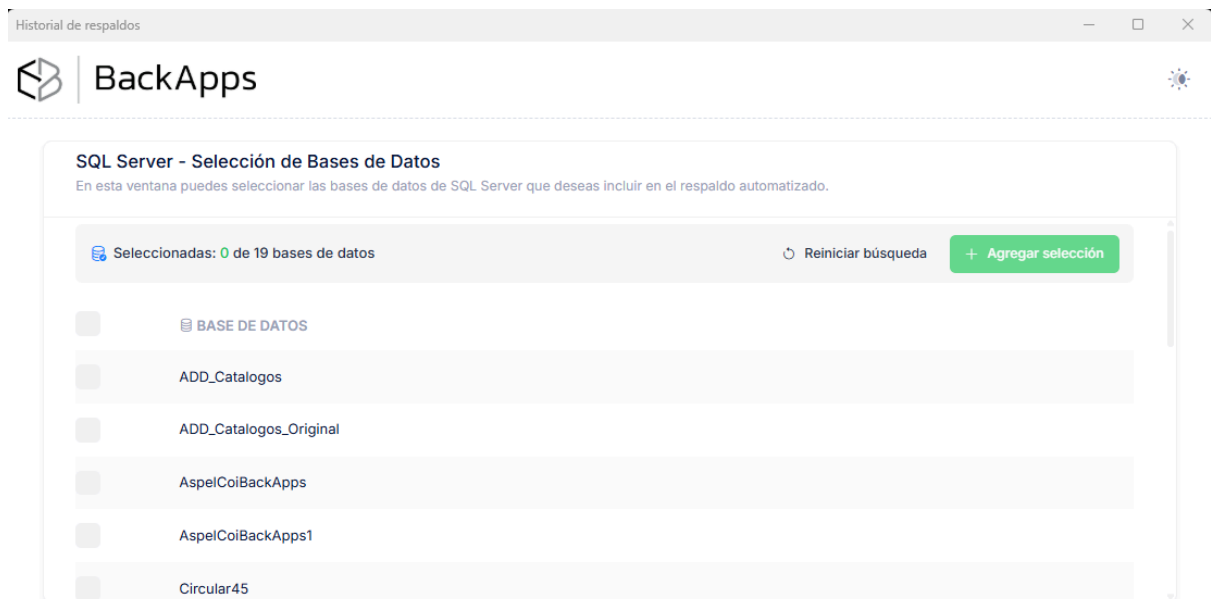 Historial de respaldos
BackApps
SQL Server - Selección de Bases de Datos
En esta ventana puedes seleccionar las bases de datos de SQL Server que deseas incluir en el respaldo automatizado.
Seleccionadas: 0 de 19 bases de datos
Reiniciar búsqueda
+ Agregar selección
BASE DE DATOS
ADD_Catalogos
ADD_Catalogos_Original
AspelCoiBackApps
AspelCoiBackApps1
Circular45